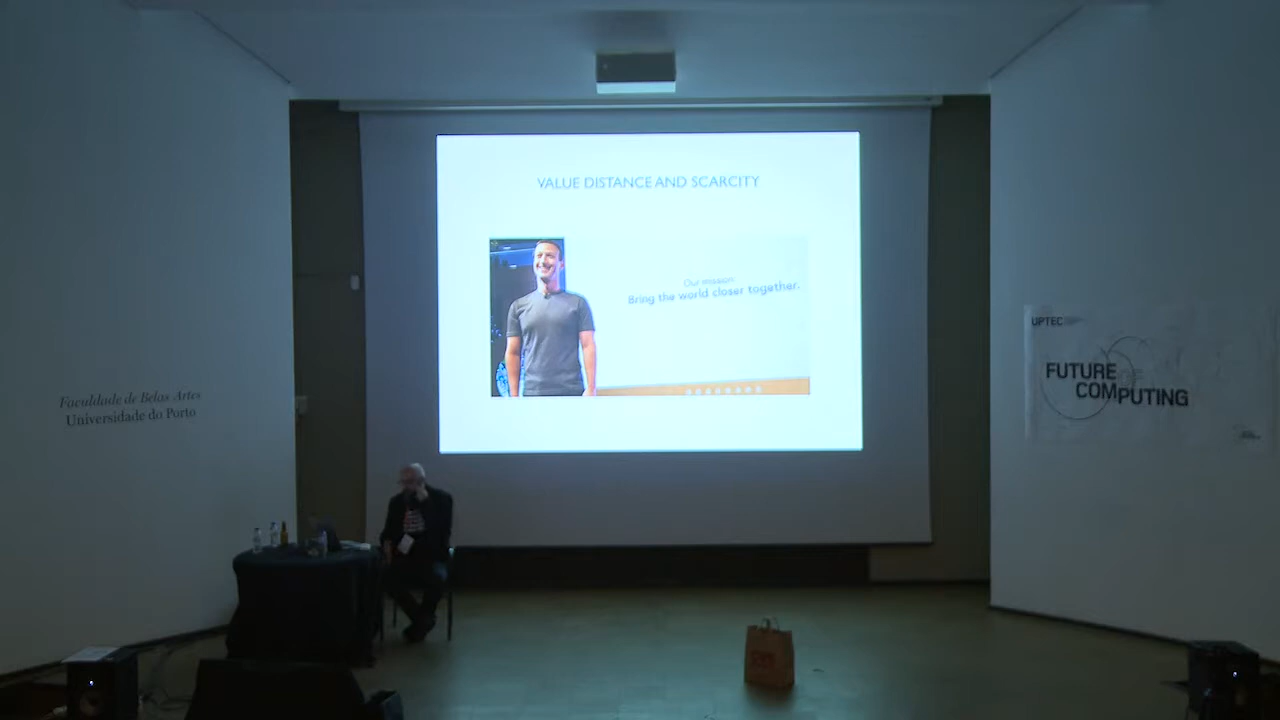 VALUE DISTANCE AND SCARCITY
Our mission:
Bring the world closer together.
Faculdade de Belas Artes
Universidade do Porto
UPTEC
FUTURE
COMPUTING